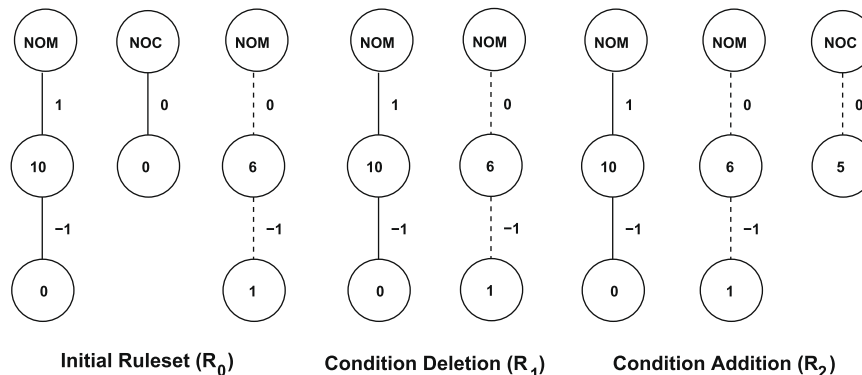 NOM NOC NOM NOM NOM NOM NOM NOC
1 0 0 1 0 1 0 0
10 0 6 10 6 10 6 5
−1 −1 −1 −1 −1 −1
0 1 0 1 0 1
Initial Ruleset (R0) Condition Deletion (R1) Condition Addition (R2)